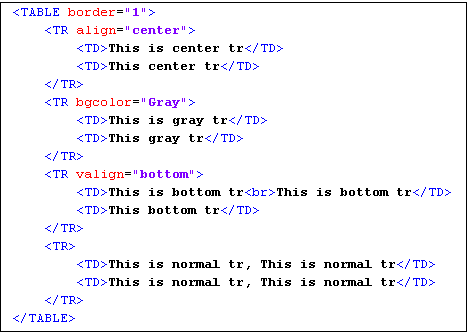 <TABLE border="1">
    <TR align="center">
        <TD>This is center tr</TD>
        <TD>This center tr</TD>
    </TR>
    <TR bgcolor="Gray">
        <TD>This is gray tr</TD>
        <TD>This gray tr</TD>
    </TR>
    <TR valign="bottom">
        <TD>This is bottom tr<br>This is bottom tr</TD>
        <TD>This bottom tr</TD>
    </TR>
    <TR>
        <TD>This is normal tr, This is normal tr</TD>
        <TD>This is normal tr, This is normal tr</TD>
    </TR>
</TABLE>